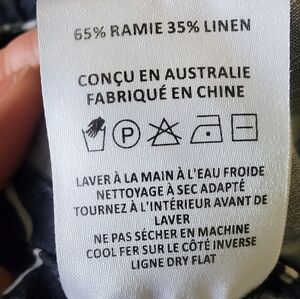 65% RAMIE 35% LINEN
CONÇU EN AUSTRALIE
FABRIQUÉ EN CHINE
P
LAVER À LA MAIN À L'EAU FROIDE
NETTOYAGE À SEC ADAPTÉ
TOURNEZ À L'INTÉRIEUR AVANT DE
LAVER
NE PAS SÉCHER EN MACHINE
COOL FER SUR LE CÔTÉ INVERSE
LIGNE DRY FLAT